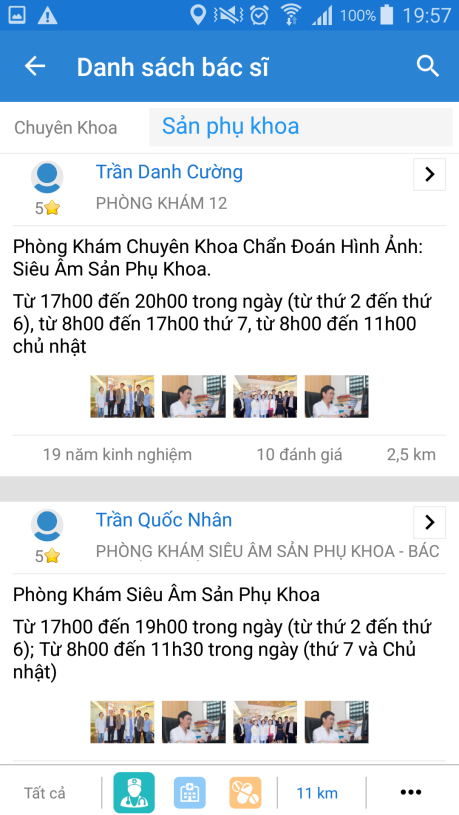 100% 19:57
Danh sách bác sĩ
Chuyên Khoa Sản phụ khoa
Trần Danh Cường
5 PHÒNG KHÁM 12
Phòng Khám Chuyên Khoa Chẩn Đoán Hình Ảnh:
Siêu Âm Sản Phụ Khoa.
Từ 17h00 đến 20h00 trong ngày (từ thứ 2 đến thứ
6), từ 8h00 đến 17h00 thứ 7, từ 8h00 đến 11h00
chủ nhật
19 năm kinh nghiệm 10 đánh giá 2,5 km
Trần Quốc Nhân
5 PHÒNG KHÁM SIÊU ÂM SẢN PHỤ KHOA - BÁC
Phòng Khám Siêu Âm Sản Phụ Khoa
Từ 17h00 đến 19h00 trong ngày (từ thứ 2 đến thứ
6); Từ 8h00 đến 11h30 trong ngày (thứ 7 và Chủ
nhật)
Tất cả 11 km